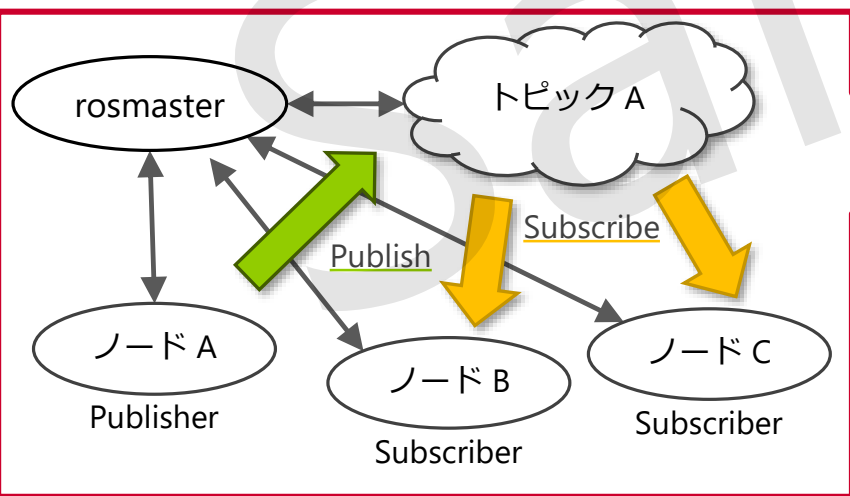 rosmaster
トピック A
Subscribe
Publish
ノード A
ノード B
ノード C
Publisher
Subscriber
Subscriber